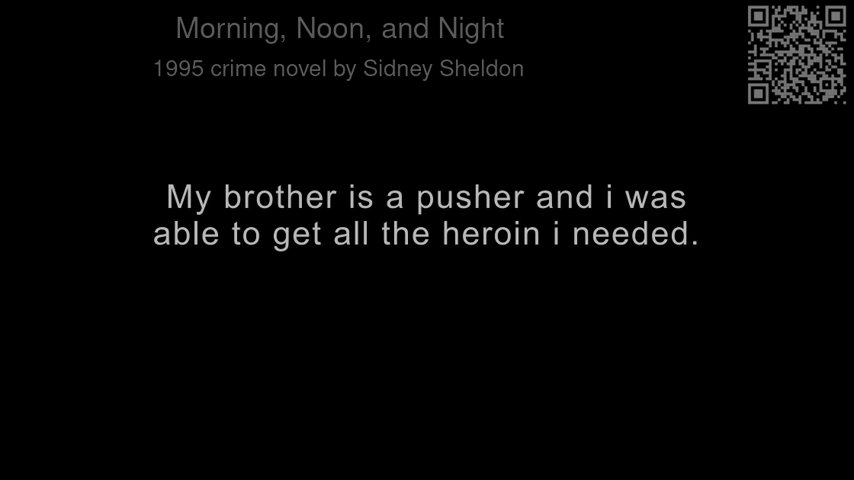 Morning, Noon, and Night
1995 crime novel by Sidney Sheldon
My brother is a pusher and i was
able to get all the heroin i needed.